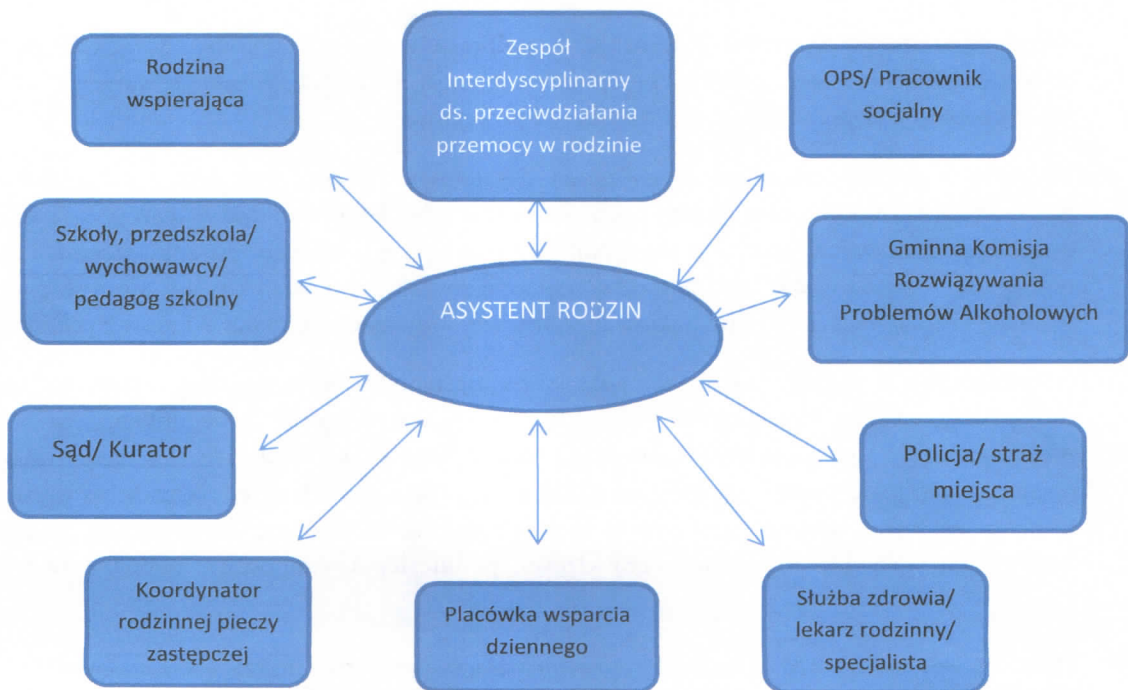 Rodzina
wspierająca
Zespół
Interdyscyplinarny
ds. przeciwdziałania
przemocy w rodzinie
OPS/ Pracownik
socjalny
Szkoły, przedszkola/
wychowawcy/
pedagog szkolny
ASYSTENT RODZIN
Gminna Komisja
Rozwiązywania
Problemów Alkoholowych
Sąd/ Kurator
Policja/ straż
miejsca
Koordynator
rodzinnej pieczy
zastępczej
Placówka wsparcia
dziennego
Służba zdrowia/
lekarz rodzinny/
specjalista